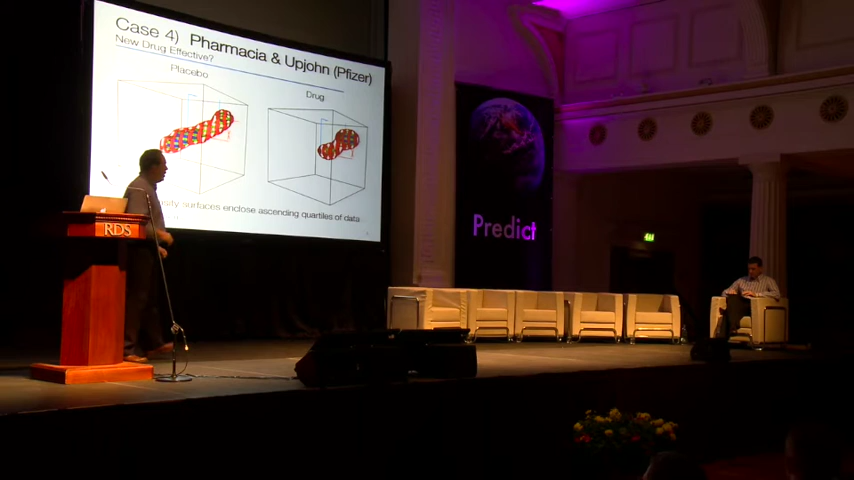 Case 4) Pharmacia & Upjohn (Pfizer)
New Drug Effective?
Placebo
Drug
surfaces enclose ascending quartiles of data
RDS
Predict